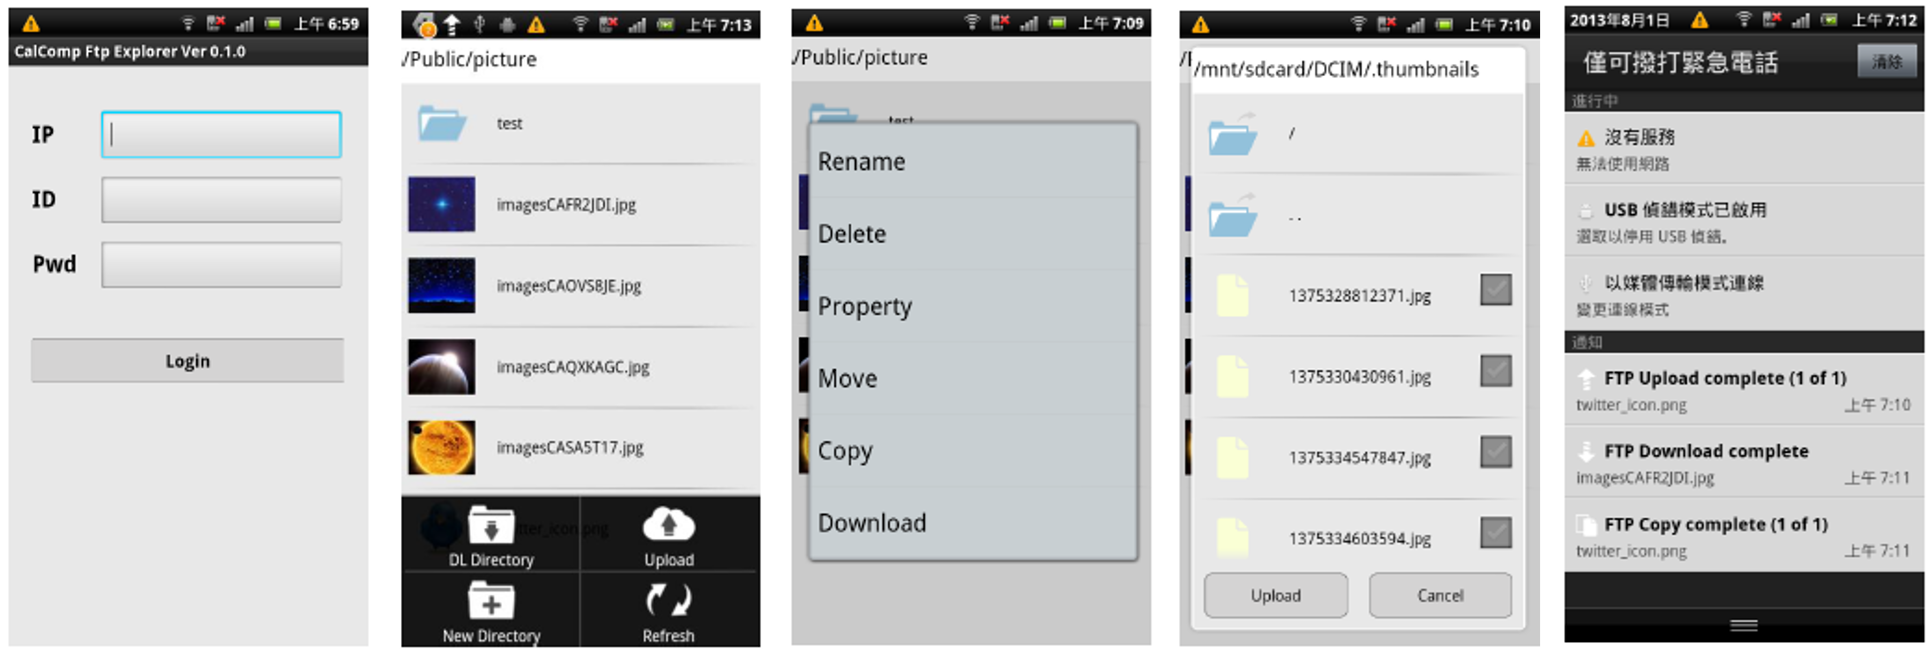 上午 6:59
CalComp Ftp Explorer Ver 0.1.0
IP
ID
Pwd
Login
上午 7:13
/Public/picture
test
imagesCAFR2JDI.jpg
imagesCAOVS8JE.jpg
imagesCAQXKAGC.jpg
imagesCASA5T17.jpg
twitter_icon.png
DL Directory
Upload
New Directory
Refresh
上午 7:09
/Public/picture
test
Rename
Delete
Property
Move
Copy
Download
上午 7:10
/mnt/sdcard/DCIM/.thumbnails
/
..
1375328812371.jpg
1375330430961.jpg
1375334547847.jpg
1375334603594.jpg
Upload
Cancel
2013年8月1日
上午 7:12
僅可撥打緊急電話
清除
進行中
沒有服務
無法使用網路
USB 偵錯模式已啟用
選取以停用 USB 偵錯。
以媒體傳輸模式連線
變更連線模式
通知
FTP Upload complete (1 of 1)
twitter_icon.png
上午 7:10
FTP Download complete
imagesCAFR2JDI.jpg
上午 7:11
FTP Copy complete (1 of 1)
twitter_icon.png
上午 7:11